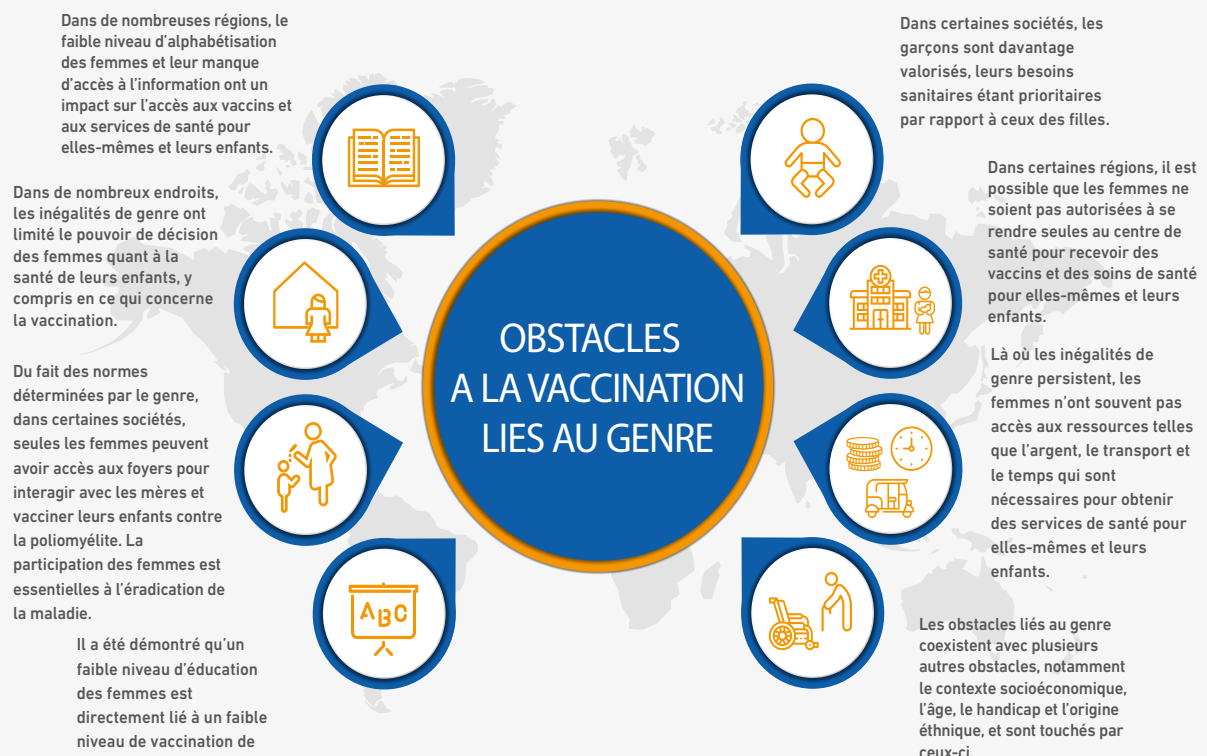 Dans de nombreuses régions, le
faible niveau d'alphabétisation
des femmes et leur manque
d'accès à l'information ont un
impact sur l'accès aux vaccins et
aux services de santé pour
elles-mêmes et leurs enfants.
Dans de nombreux endroits,
les inégalités de genre ont
limité le pouvoir de décision
des femmes quant à la
santé de leurs enfants, y
compris en ce qui concerne
la vaccination.
Du fait des normes
déterminées par le genre,
dans certaines sociétés,
seules les femmes peuvent
avoir accès aux foyers pour
interagir avec les mères et
vacciner leurs enfants contre
la poliomyélite. La
participation des femmes est
essentielles à l'éradication de
la maladie.
Il a été démontré qu'un
faible niveau d'éducation
des femmes est
directement lié à un faible
niveau de vaccination de
ABC
OBSTACLES
A LA VACCINATION
LIES AU GENRE
Dans certaines sociétés, les
garçons sont davantage
valorisés, leurs besoins
sanitaires étant prioritaires
par rapport à ceux des filles.
Dans certaines régions, il est
possible que les femmes ne
soient pas autorisées à se
rendre seules au centre de
santé pour recevoir des
vaccins et des soins de santé
pour elles-mêmes et leurs
enfants.
Là où les inégalités de
genre persistent, les
femmes n'ont souvent pas
accès aux ressources telles
que l'argent, le transport et
le temps qui sont
nécessaires pour obtenir
des services de santé pour
elles-mêmes et leurs
enfants.
Les obstacles liés au genre
coexistent avec plusieurs
autres obstacles, notamment
le contexte socioéconomique,
l'âge, le handicap et l'origine
éthnique, et sont touchés par
ceux-ci.